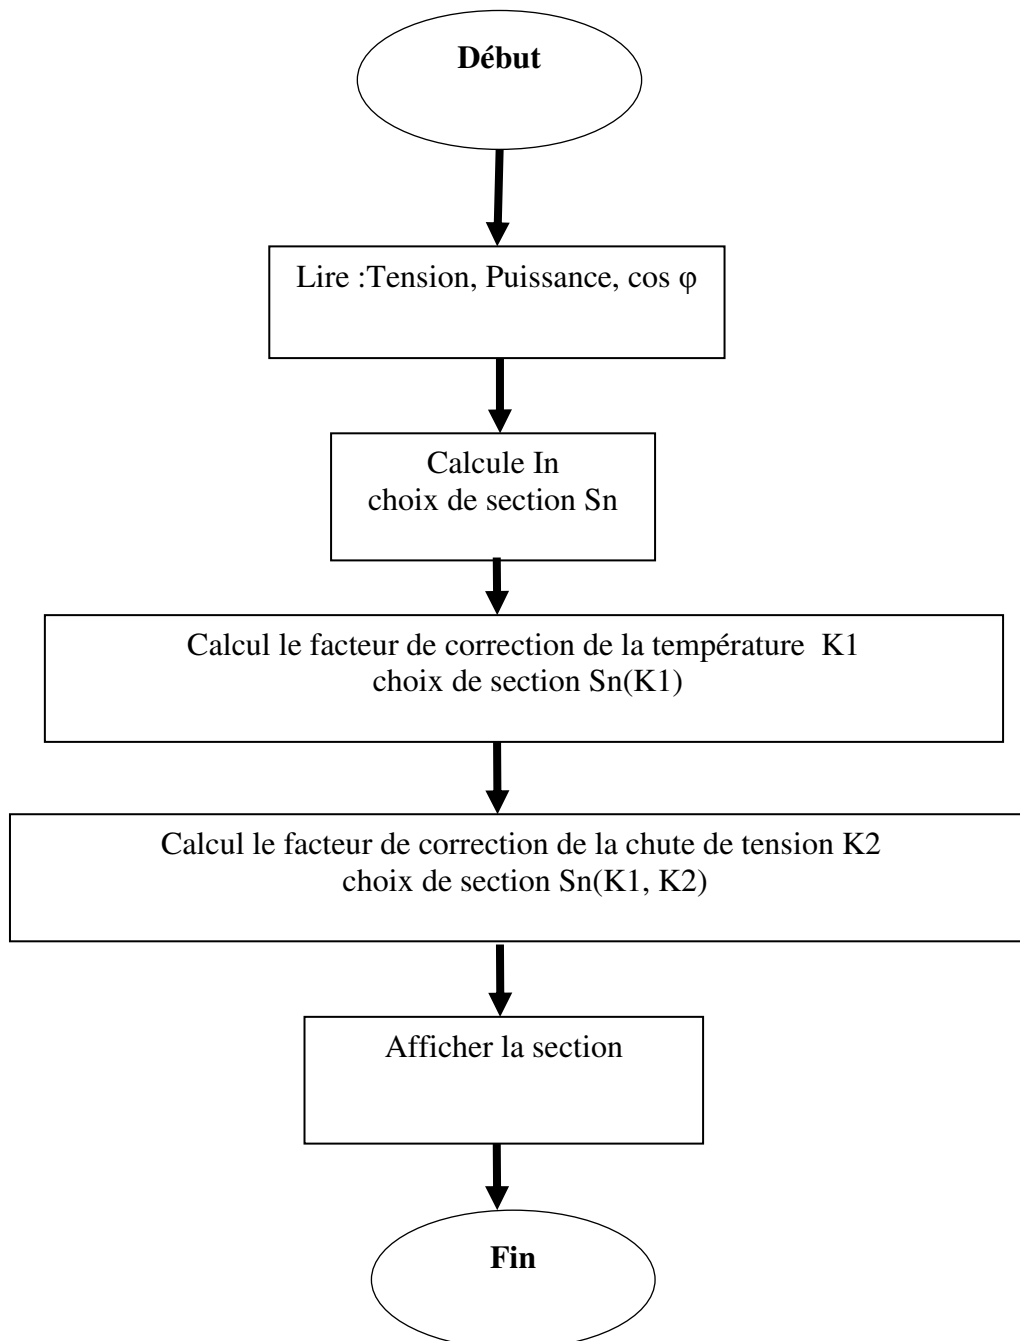 Début
Lire :Tension, Puissance, cos φ
Calcule In
choix de section Sn
Calcul le facteur de correction de la température  K1
choix de section Sn(K1)
Calcul le facteur de correction de la chute de tension K2
choix de section Sn(K1, K2)
Afficher la section
Fin